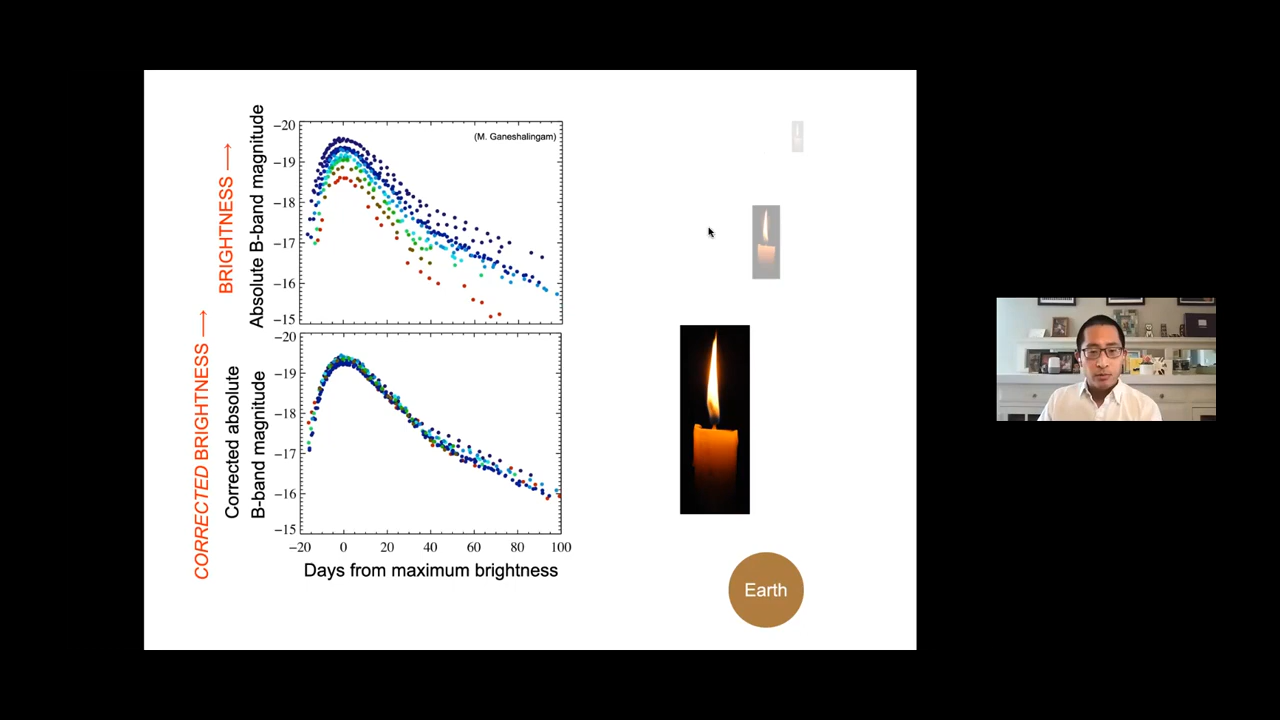 BRIGHTNESS →
Absolute B-band magnitude
−20
−19
−18
−17
−16
−15
(M. Ganeshalingam)
CORRECTED BRIGHTNESS →
Corrected absolute
B-band magnitude
−20
−19
−18
−17
−16
−15
−20 0 20 40 60 80 100
Days from maximum brightness
Earth